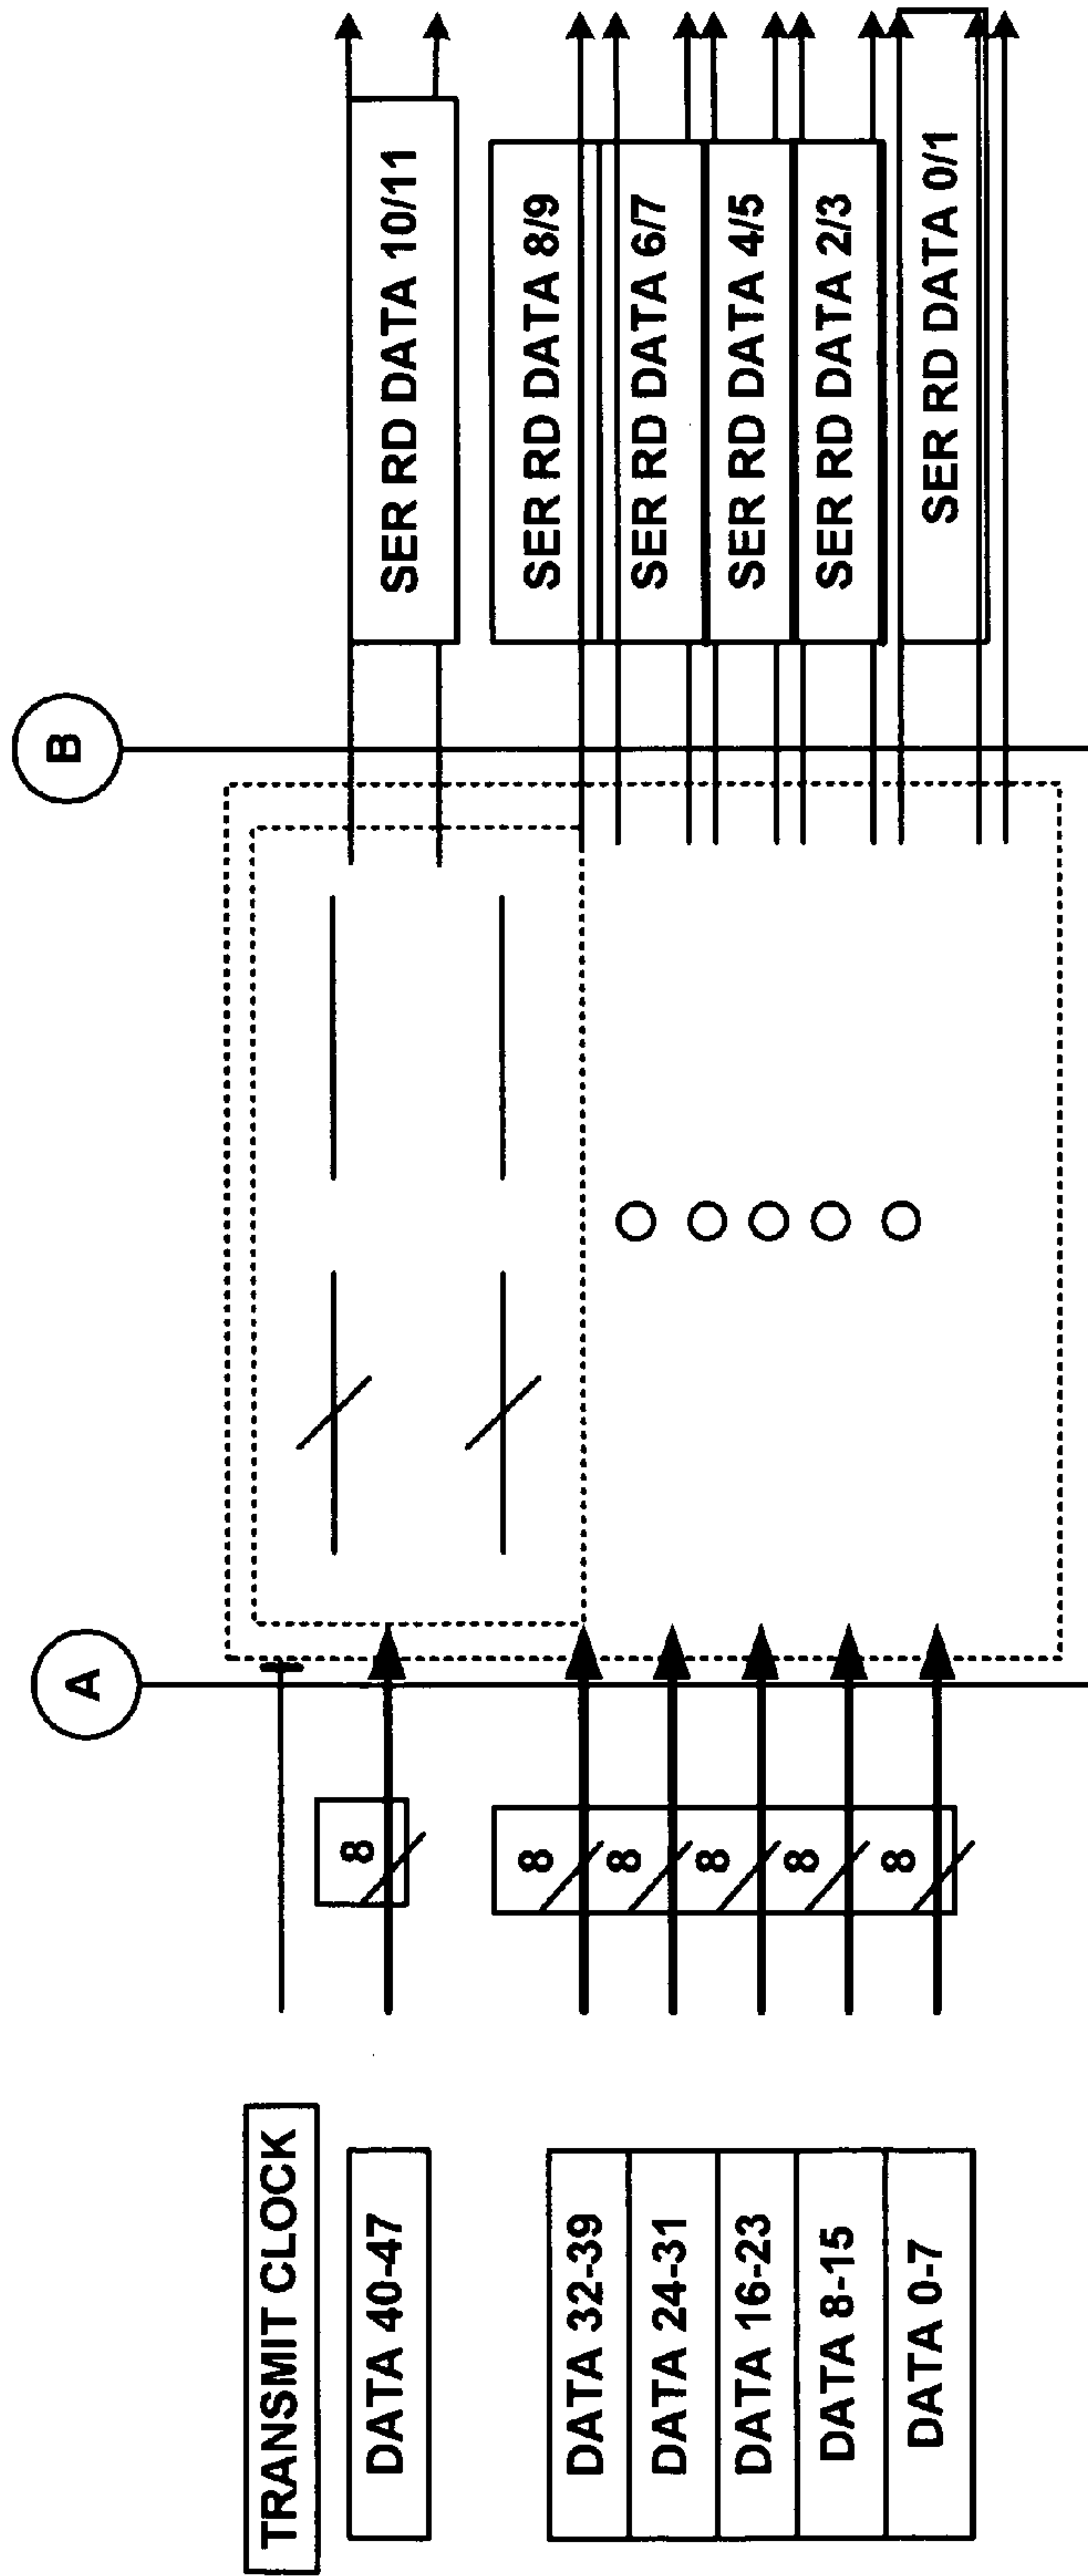 TRANSMIT CLOCK
DATA 40-47
DATA 32-39
DATA 24-31
DATA 16-23
DATA 8-15
DATA 0-7
8
8
8
8
8
8
A
B
SER RD DATA 10/11
SER RD DATA 8/9
SER RD DATA 6/7
SER RD DATA 4/5
SER RD DATA 2/3
SER RD DATA 0/1